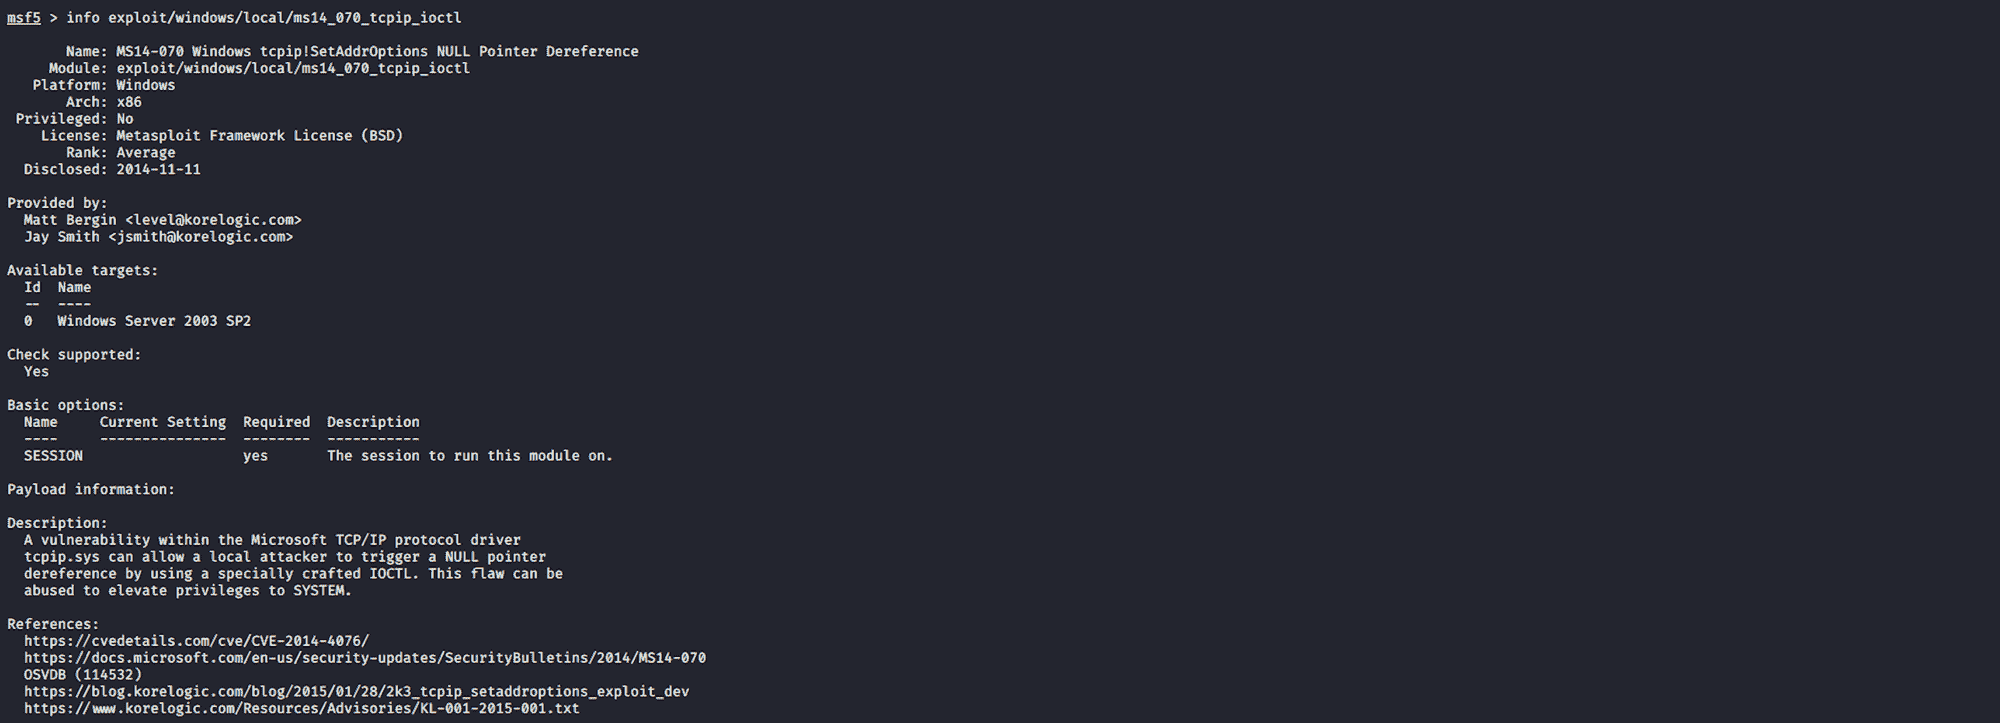 msf5 > info exploit/windows/local/ms14_070_tcpip_ioctl
Name: MS14-070 Windows tcpip!SetAddrOptions NULL Pointer Dereference
Module: exploit/windows/local/ms14_070_tcpip_ioctl
Platform: Windows
Arch: x86
Privileged: No
License: Metasploit Framework License (BSD)
Rank: Average
Disclosed: 2014-11-11
Provided by:
Matt Bergin <level@korelogic.com>
Jay Smith <jsmith@korelogic.com>
Available targets:
Id  Name
--  ----
0   Windows Server 2003 SP2
Check supported:
Yes
Basic options:
Name     Current Setting  Required  Description
----     ---------------  --------  -----------
SESSION                   yes       The session to run this module on.
Payload information:
Description:
A vulnerability within the Microsoft TCP/IP protocol driver
tcpip.sys can allow a local attacker to trigger a NULL pointer
dereference by using a specially crafted IOCTL. This flaw can be
abused to elevate privileges to SYSTEM.
References:
https://cvedetails.com/cve/CVE-2014-4076/
https://docs.microsoft.com/en-us/security-updates/SecurityBulletins/2014/MS14-070
OSVDB (114532)
https://blog.korelogic.com/blog/2015/01/28/2k3_tcpip_setaddroptions_exploit_dev
https://www.korelogic.com/Resources/Advisories/KL-001-2015-001.txt